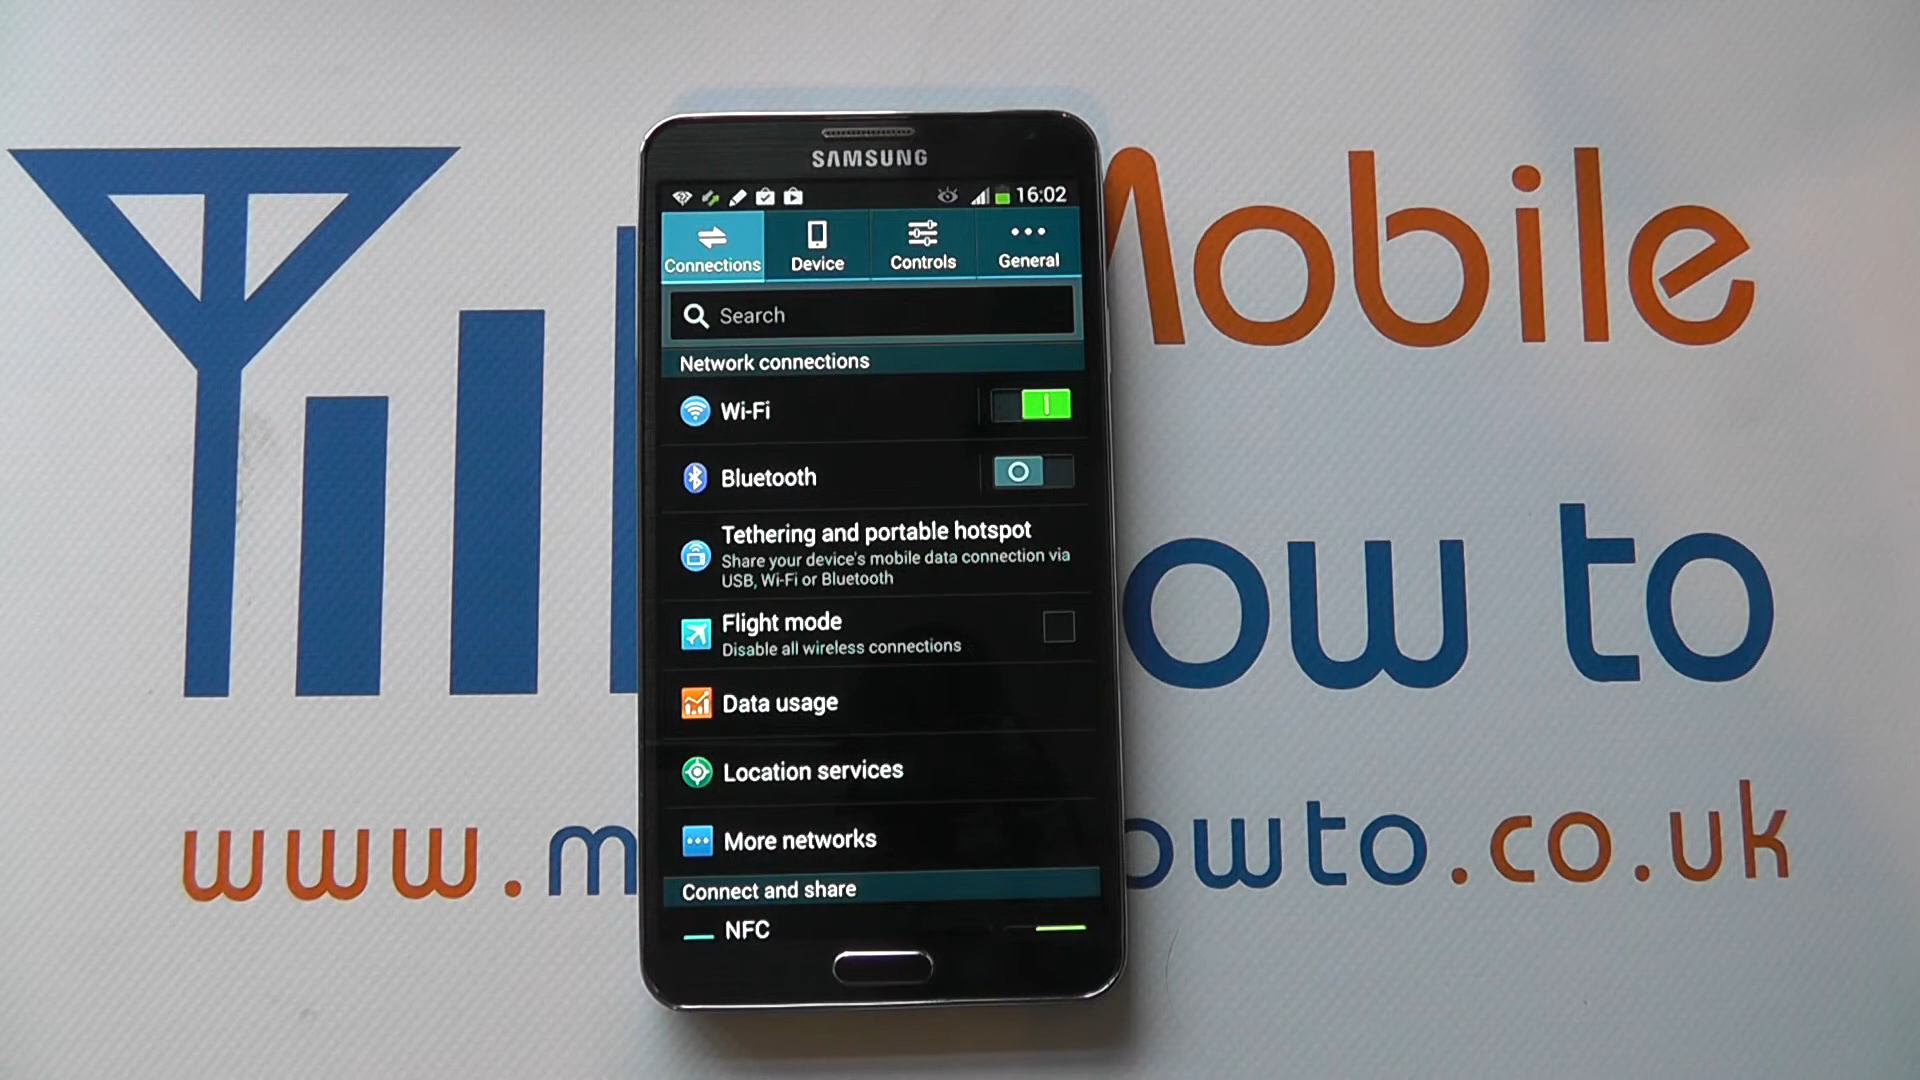 Mobile
ow to
www.m owto.co.uk
SAMSUNG
16:02
Connections Device Controls General
Search
Network connections
Wi-Fi
Bluetooth
Tethering and portable hotspot
Share your device's mobile data connection via
USB, Wi-Fi or Bluetooth
Flight mode
Disable all wireless connections
Data usage
Location services
More networks
Connect and share
NFC